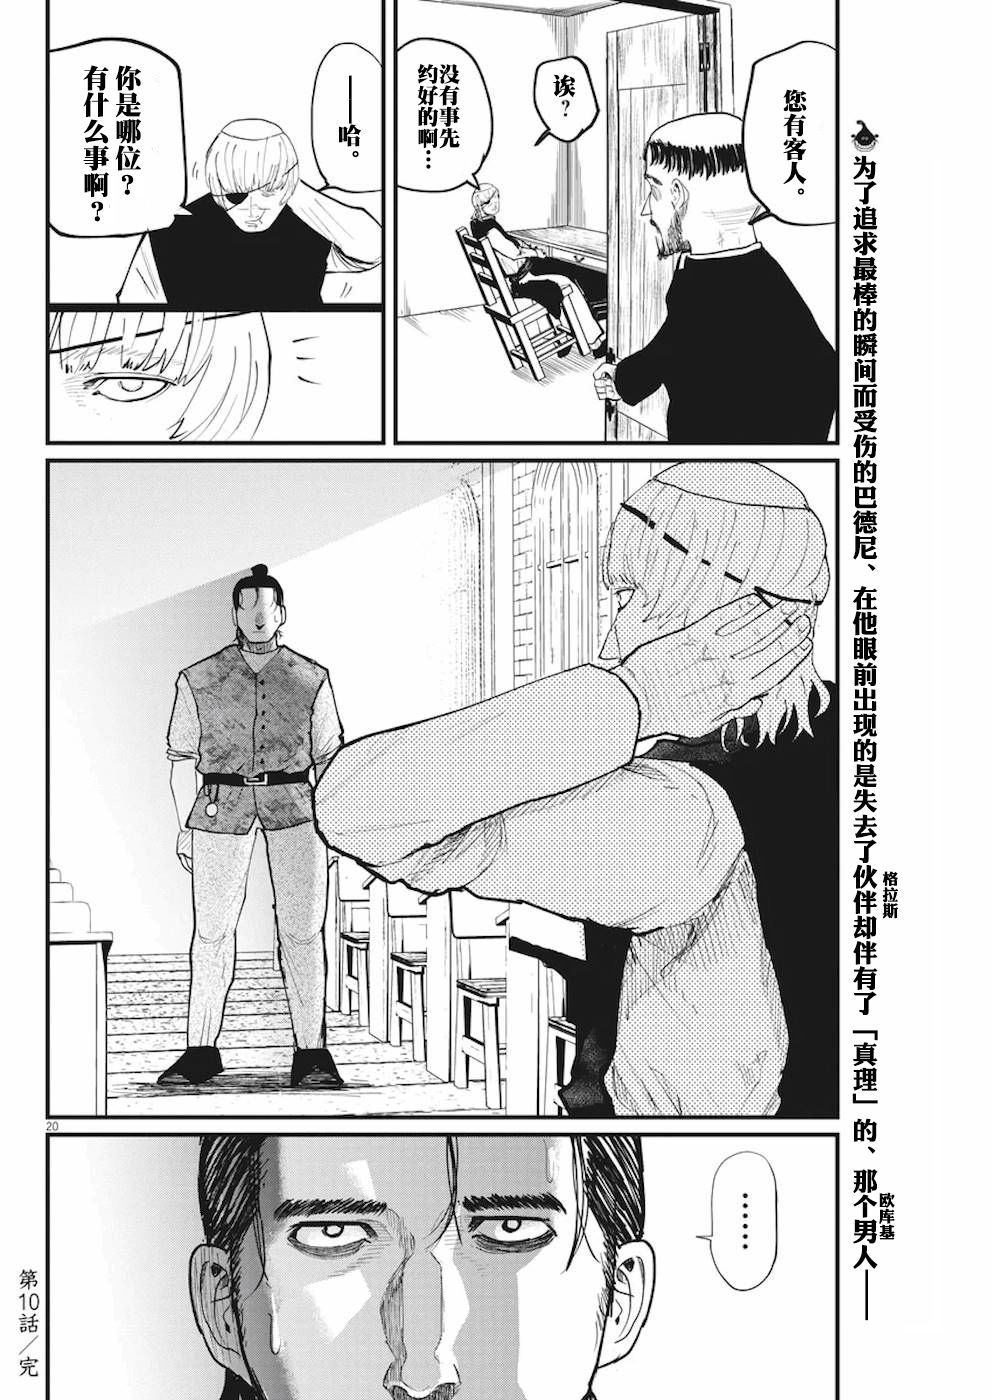 您有客人。
诶？
没有事先
约好的啊…
——哈。
你是哪位？
有什么事啊？
……
为了追求最棒的瞬间而受伤的巴德尼、在他眼前出现的是失去了伙伴却伴有了「真理」的、那个男人——
格拉斯
欧库基
20
第10話／完